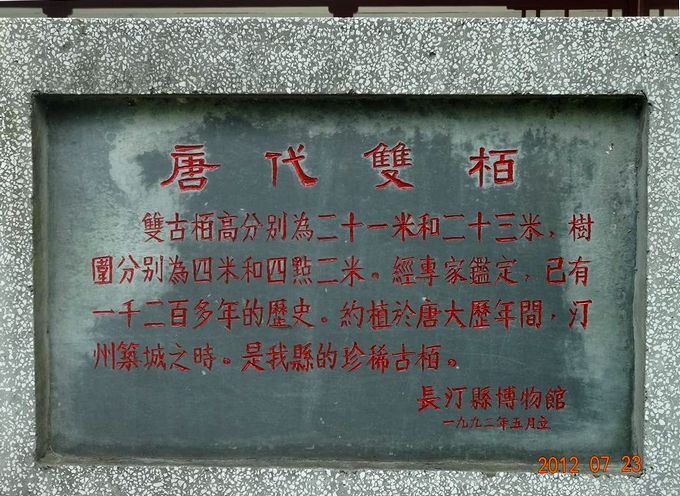 唐代雙栢
雙古栢高分别為二十一米和二十三米，樹
圍分别為四米和四點二米。經專家鑑定，已有
一千二百多年的歷史。約植於唐大歷年間，汀
州築城之時。是我縣的珍稀古栢。
長汀縣博物館
一九九二年五月立
2012 07 23